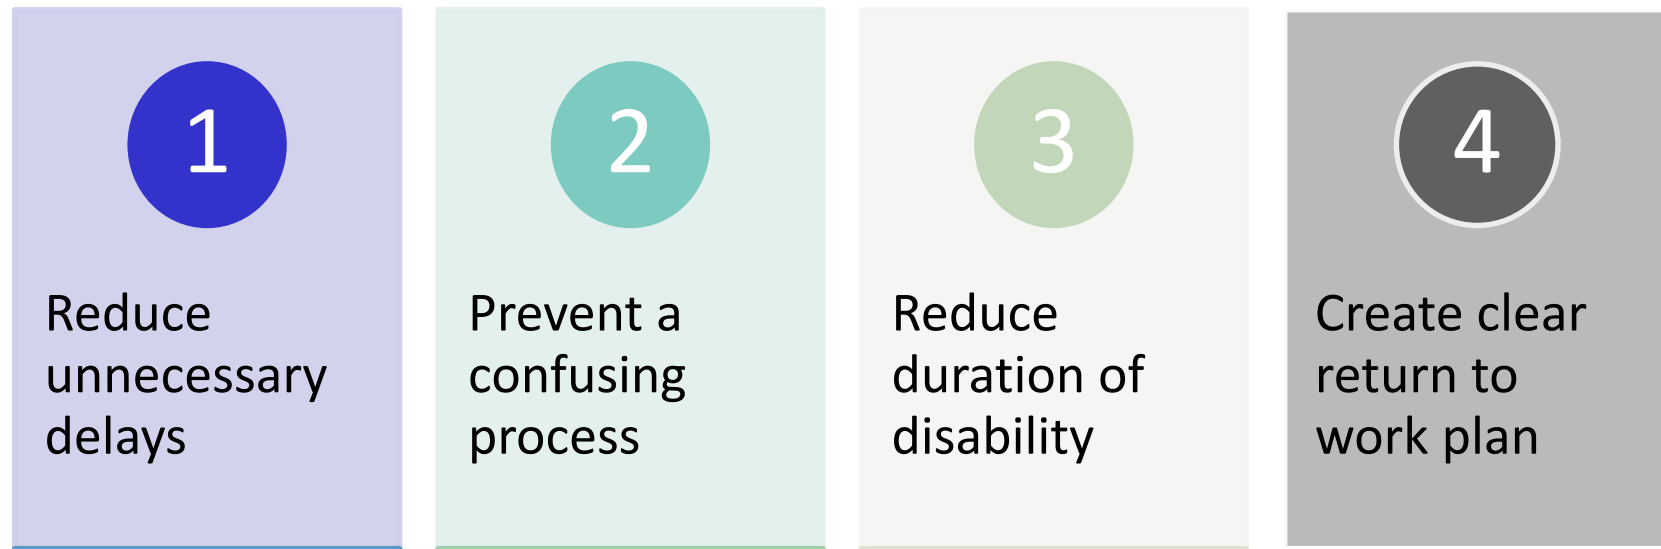 1
Reduce
unnecessary
delays
2
Prevent a
confusing
process
3
Reduce
duration of
disability
4
Create clear
return to
work plan